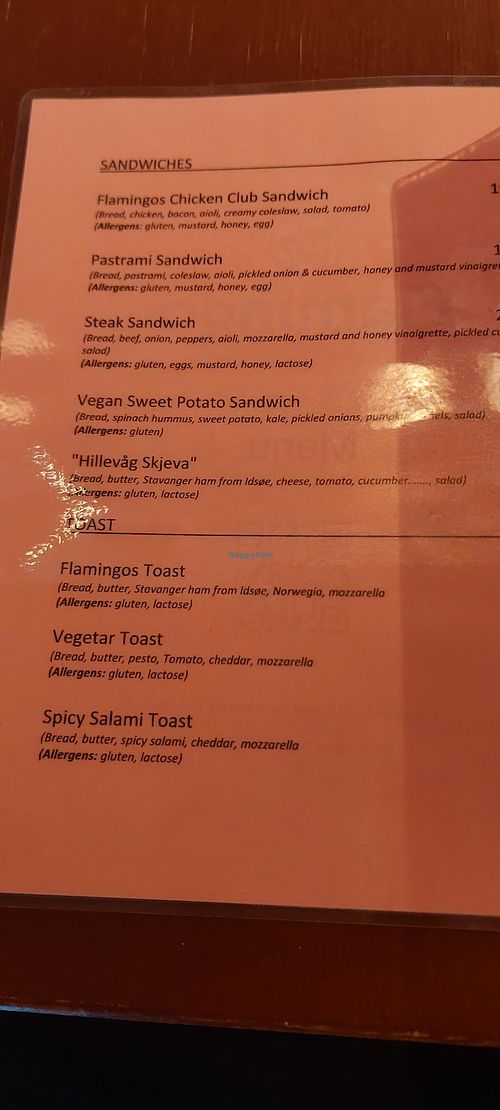 SANDWICHES
Flamingos Chicken Club Sandwich
(Bread, chicken, bacon, aioli, creamy coleslaw, salad, tomato)
(Allergens: gluten, mustard, honey, egg)
Pastrami Sandwich
(Bread, pastrami, coleslaw, aioli, pickled onion & cucumber, honey and mustard
(Allergens: gluten, mustard, honey, egg)
Steak Sandwich
(Bread, beef, onion, peppers, aioli, mozzarella, mustard and honey vinaigrette, pickled
salad)
(Allergens: gluten, eggs, mustard, honey, lactose)
Vegan Sweet Potato Sandwich
(Bread, spinach hummus, sweet potato, kale, pickled onions, salad)
(Allergens: gluten)
"Hillevåg Skjeva"
(Bread, butter, Stavanger ham from Idsøe, cheese, tomato, cucumber......., salad)
(Allergens: gluten, lactose)
TOAST
Flamingos Toast
(Bread, butter, Stavanger ham from Idsøe, Norwegia, mozzarella
(Allergens: gluten, lactose)
Vegetar Toast
(Bread, butter, pesto, Tomato, cheddar, mozzarella
(Allergens: gluten, lactose)
Spicy Salami Toast
(Bread, butter, spicy salami, cheddar, mozzarella
(Allergens: gluten, lactose)
HappyCow